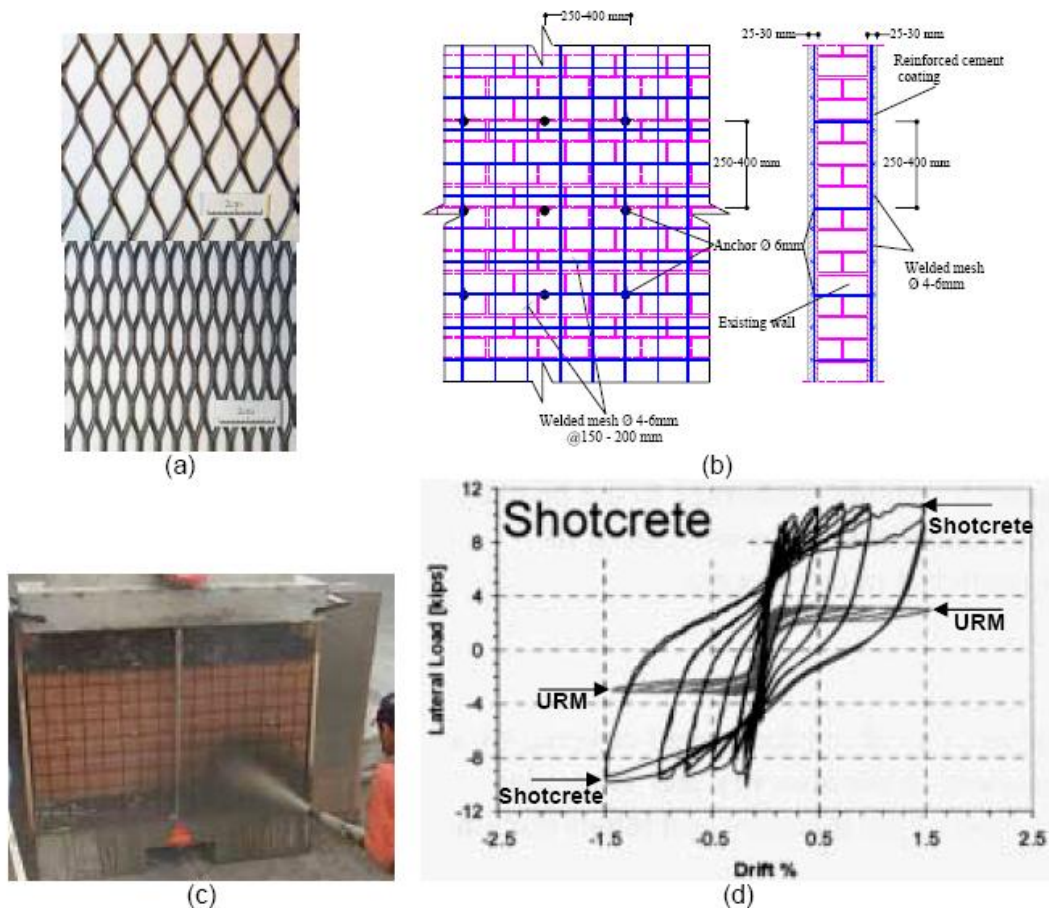 2cm
2cm
(a)
250-400 mm
25-30 mm
25-30 mm
Reinforced cement
coating
250-400 mm
250-400 mm
Anchor Ø 6mm
Welded mesh
Ø 4-6mm
Existing wall
Welded mesh Ø 4-6mm
@150 - 200 mm
(b)
(c)
Shotcrete
Lateral Load [kips]
12
8
4
0
-4
-8
-12
Shotcrete
URM
URM
Shotcrete
-2.5 -1.5 -0.5 0.5 1.5 2.5
Drift %
(d)